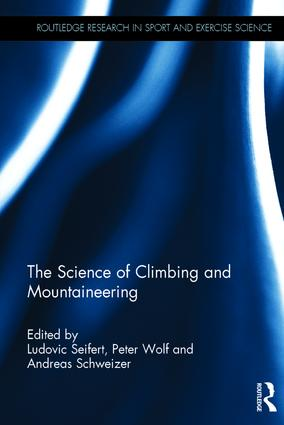 ROUTLEDGE RESEARCH IN SPORT AND EXERCISE SCIENCE
The Science of Climbing and
Mountaineering
Edited by
Ludovic Seifert, Peter Wolf and
Andreas Schweizer
ROUTLEDGE